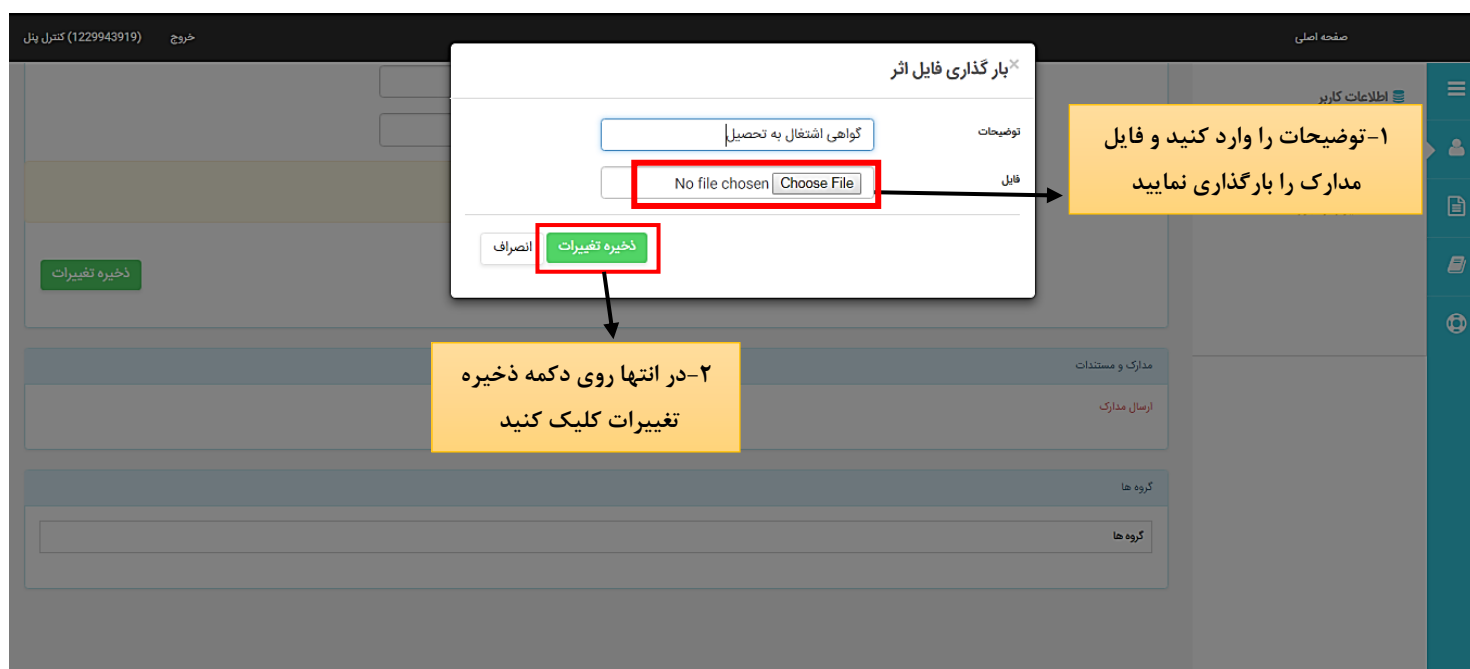 صفحه اصلی
خروج
(1229943919) کنترل پنل
اطلاعات کاربر
×بار گذاری فایل اثر
توضیحات
گواهی اشتغال به تحصیل
فایل
No file chosen Choose File
ذخیره تغییرات
انصراف
۱-توضیحات را وارد کنید و فایل
مدارک را بارگذاری نمایید
ذخیره تغییرات
۲-در انتها روی دکمه ذخیره
تغییرات کلیک کنید
مدارک و مستندات
ارسال مدارک
گروه ها
گروه ها